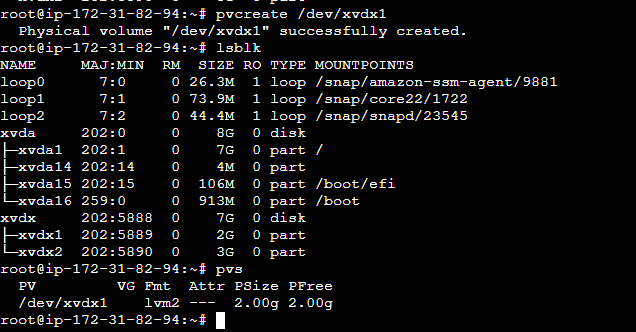 root@ip-172-31-82-94:~# pvcreate /dev/xvdx1
  Physical volume "/dev/xvdx1" successfully created.
root@ip-172-31-82-94:~# lsblk
NAME     MAJ:MIN  RM  SIZE RO TYPE MOUNTPOINTS
loop0      7:0     0 26.3M  1 loop /snap/amazon-ssm-agent/9881
loop1      7:1     0 73.9M  1 loop /snap/core22/1722
loop2      7:2     0 44.4M  1 loop /snap/snapd/23545
xvda     202:0     0    8G  0 disk
├─xvda1  202:1     0    7G  0 part /
├─xvda14 202:14    0    4M  0 part
├─xvda15 202:15    0  106M  0 part /boot/efi
└─xvda16 259:0     0  913M  0 part /boot
xvdx     202:5888  0    7G  0 disk
├─xvdx1  202:5889  0    2G  0 part
└─xvdx2  202:5890  0    3G  0 part
root@ip-172-31-82-94:~# pvs
  PV         VG Fmt  Attr PSize PFree
  /dev/xvdx1    lvm2 ---  2.00g 2.00g
root@ip-172-31-82-94:~#